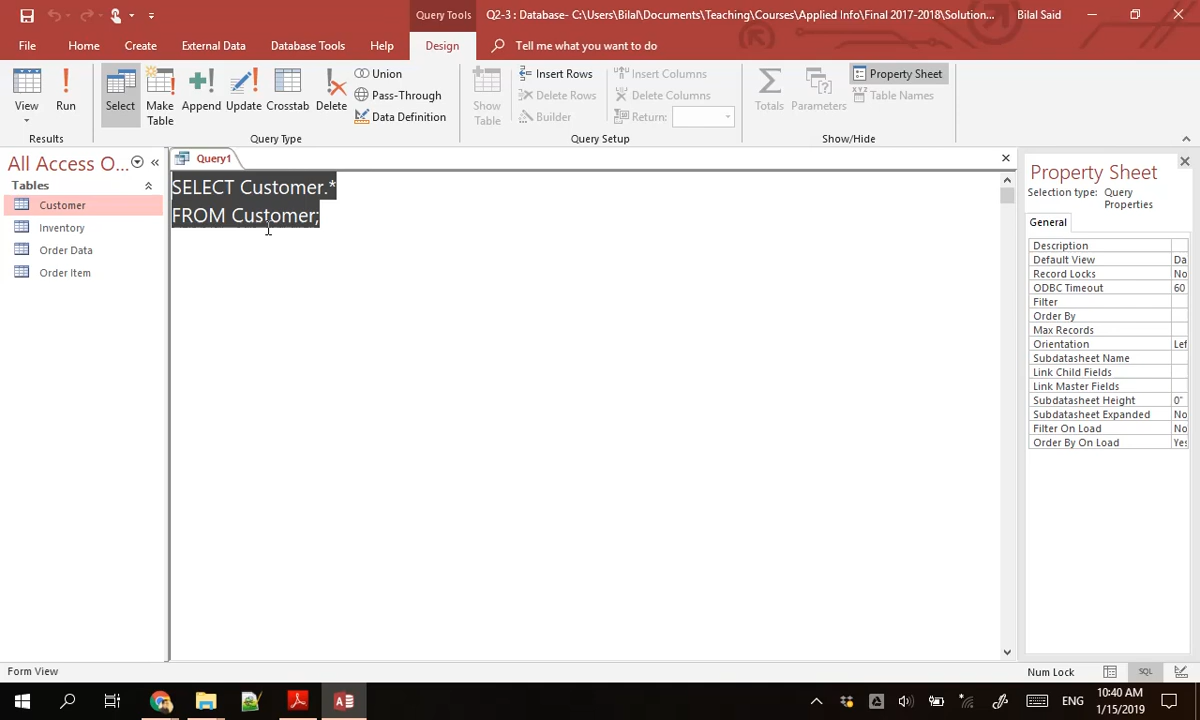 Query Tools
Q2-3 : Database- C:\Users\Bilal\Documents\Teaching\Courses\Applied Info\Final 2017-2018\Solution...
Bilal Said
File
Home
Create
External Data
Database Tools
Help
Design
Tell me what you want to do
View
Run
Select
Make
Table
Append
Update
Crosstab
Delete
Union
Pass-Through
Data Definition
Show
Table
Insert Rows
Delete Rows
Builder
Insert Columns
Delete Columns
Return:
Totals
Parameters
Property Sheet
Table Names
Results
Query Type
Query Setup
Show/Hide
All Access O...
Tables
Customer
Inventory
Order Data
Order Item
Query1
SELECT Customer.*
FROM Customer;
Property Sheet
Selection type: Query
Properties
General
Description
Default View Da
Record Locks No
ODBC Timeout 60
Filter
Order By
Max Records
Orientation Lef
Subdatasheet Name
Link Child Fields
Link Master Fields
Subdatasheet Height 0"
Subdatasheet Expanded No
Filter On Load No
Order By On Load Yes
Form View
Num Lock
SQL
ENG
10:40 AM
1/15/2019